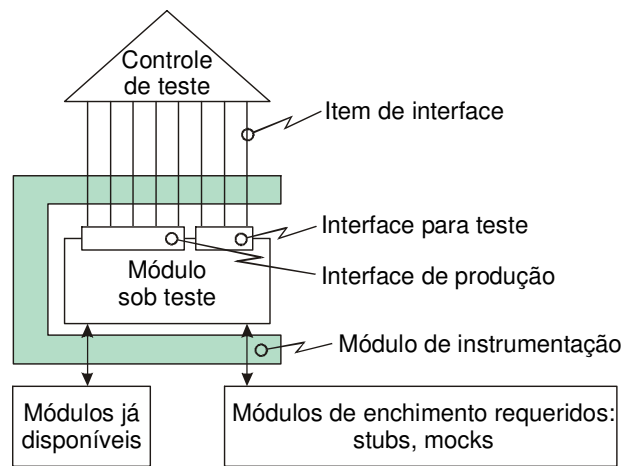 Controle
de teste
Item de interface
Interface para teste
Interface de produção
Módulo
sob teste
Módulo de instrumentação
Módulos já
disponíveis
Módulos de enchimento requeridos:
stubs, mocks